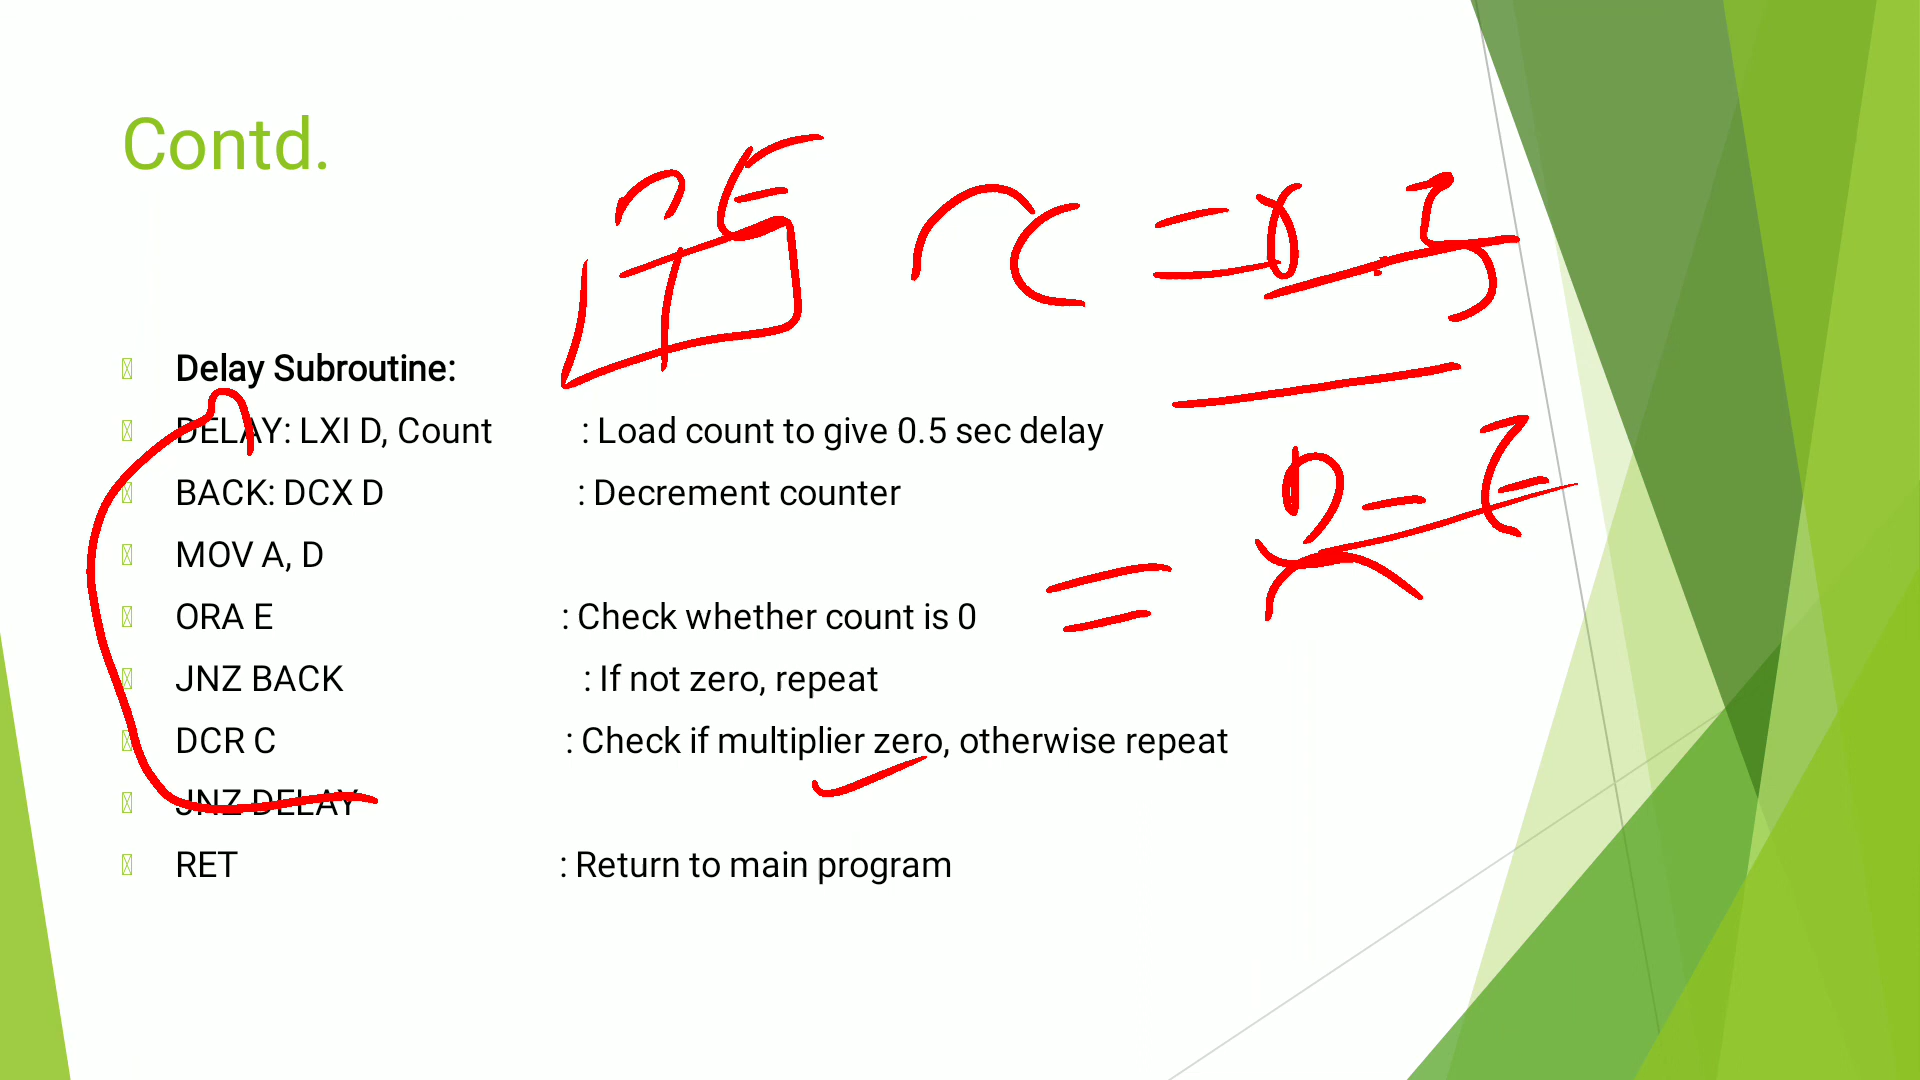 Contd.
Delay Subroutine:
DELAY: LXI D, Count : Load count to give 0.5 sec delay
BACK: DCX D : Decrement counter
MOV A, D
ORA E : Check whether count is 0
JNZ BACK : If not zero, repeat
DCR C : Check if multiplier zero, otherwise repeat
JNZ DELAY
RET : Return to main program